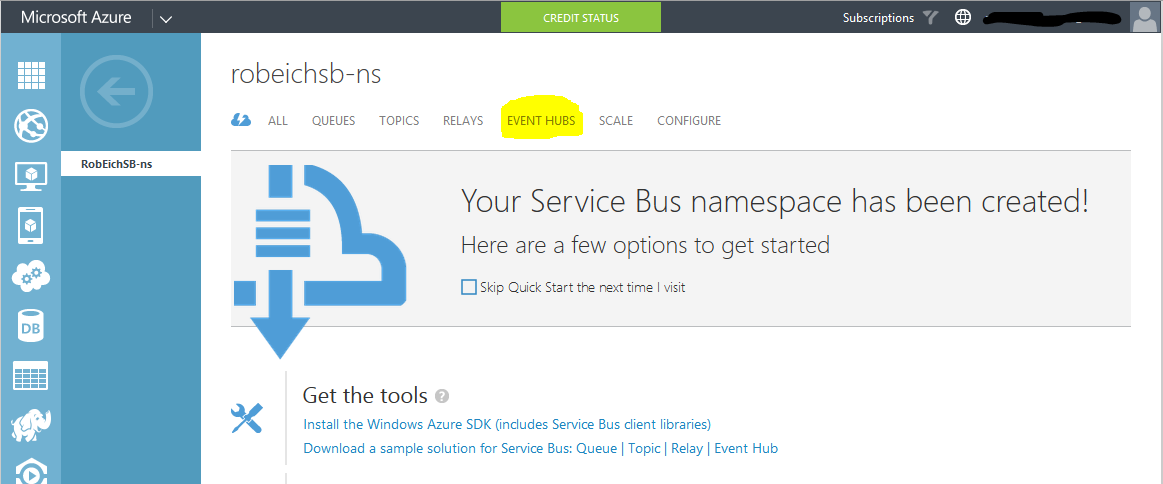 Microsoft Azure CREDIT STATUS Subscriptions
robeichsb-ns
ALL QUEUES TOPICS RELAYS EVENT HUBS SCALE CONFIGURE
RobEichSB-ns
Your Service Bus namespace has been created!
Here are a few options to get started
Skip Quick Start the next time I visit
DB
Get the tools ?
Install the Windows Azure SDK (includes Service Bus client libraries)
Download a sample solution for Service Bus: Queue | Topic | Relay | Event Hub